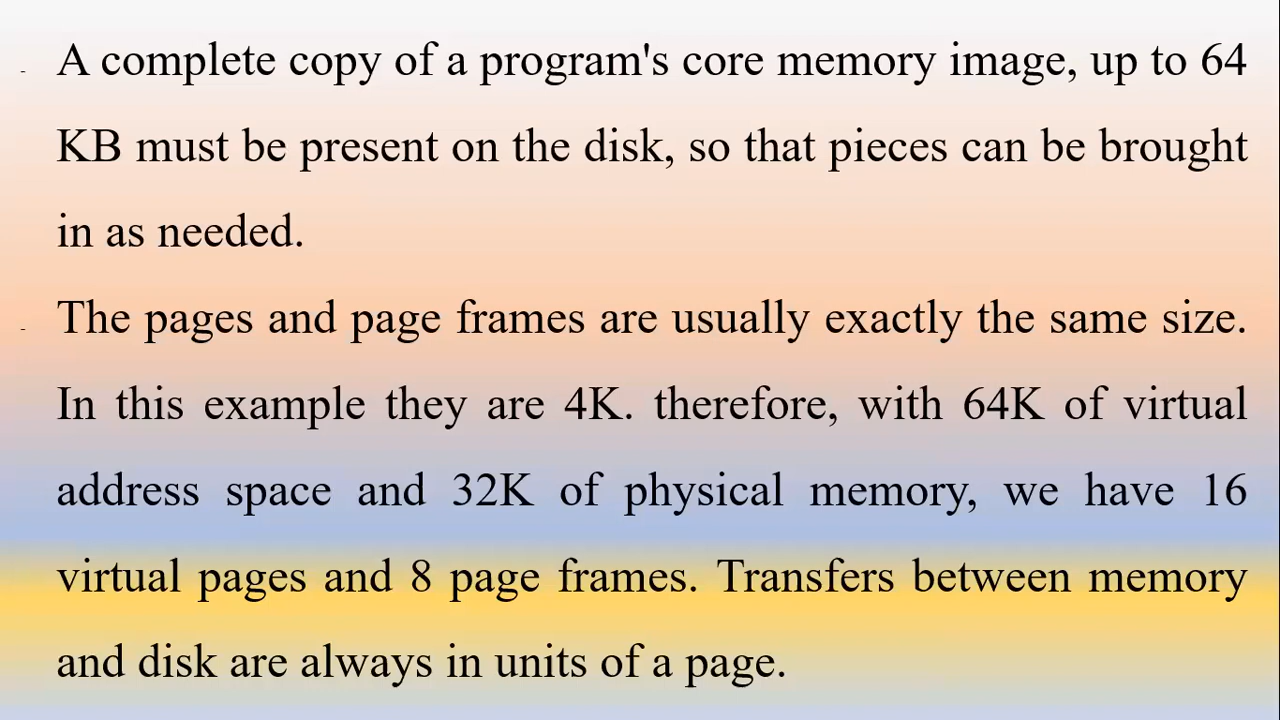 - A complete copy of a program's core memory image, up to 64
KB must be present on the disk, so that pieces can be brought
in as needed.
- The pages and page frames are usually exactly the same size.
In this example they are 4K. therefore, with 64K of virtual
address space and 32K of physical memory, we have 16
virtual pages and 8 page frames. Transfers between memory
and disk are always in units of a page.